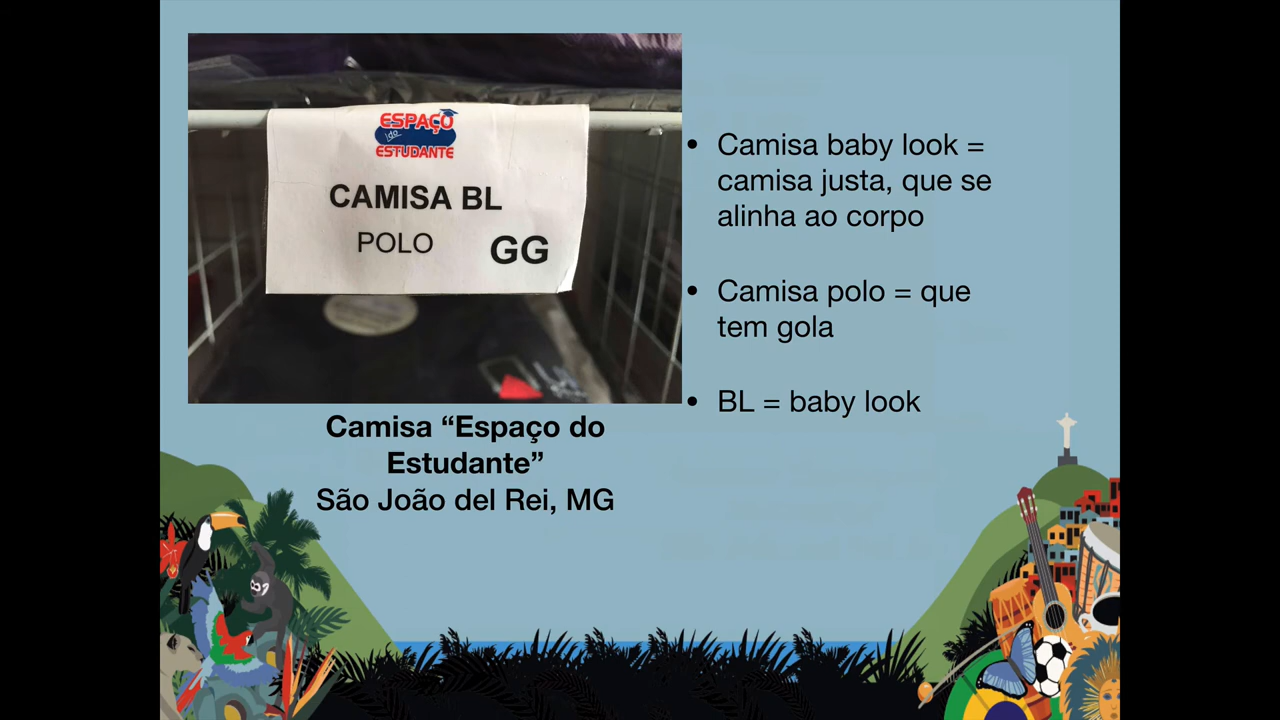 ESPAÇO
do
ESTUDANTE
CAMISA BL
POLO GG
Camisa “Espaço do
Estudante”
São João del Rei, MG
• Camisa baby look =
camisa justa, que se
alinha ao corpo
• Camisa polo = que
tem gola
• BL = baby look